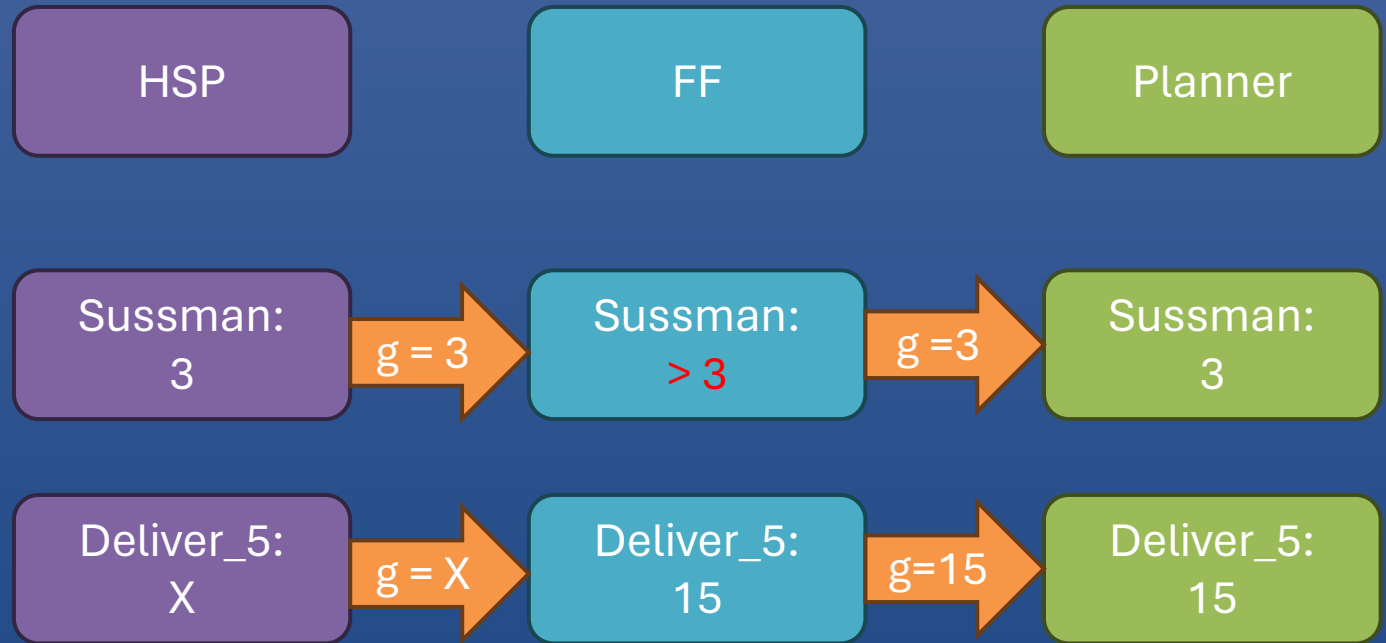 HSP
FF
Planner
Sussman:
3
g = 3
Sussman:
> 3
g =3
Sussman:
3
Deliver_5:
X
g = X
Deliver_5:
15
g=15
Deliver_5:
15